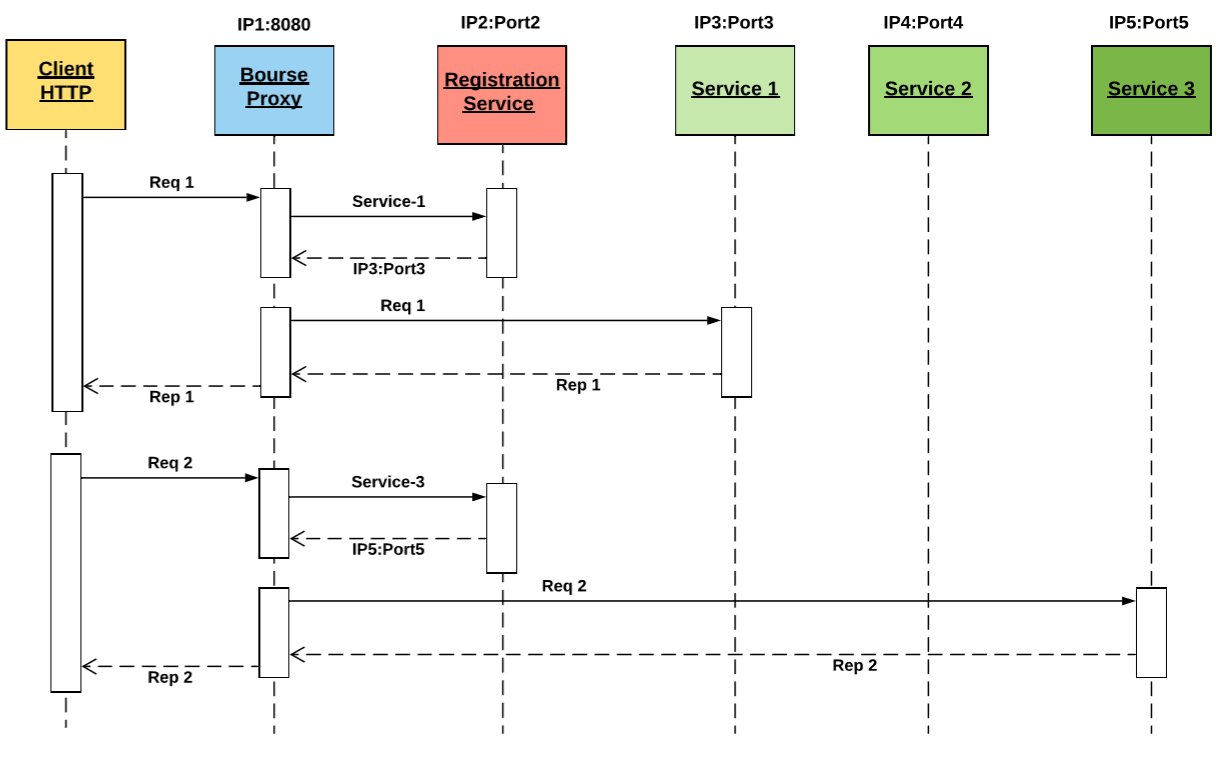 IP1:8080
IP2:Port2
IP3:Port3
IP4:Port4
IP5:Port5
Client
HTTP
Bourse
Proxy
Registration
Service
Service 1
Service 2
Service 3
Req 1
Service-1
IP3:Port3
Req 1
Rep 1
Rep 1
Req 2
Service-3
IP5:Port5
Req 2
Rep 2
Rep 2